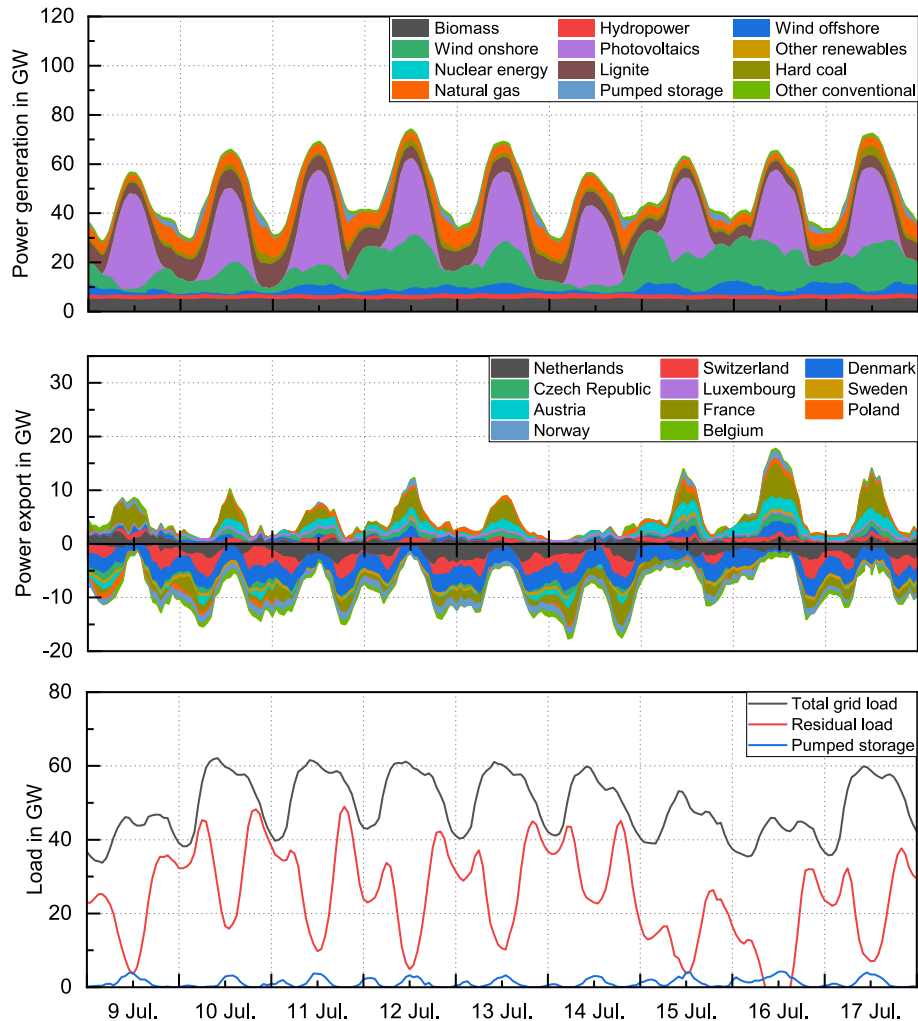 120
100
80
60
40
20
0
Power generation in GW
Biomass Hydropower Wind offshore
Wind onshore Photovoltaics Other renewables
Nuclear energy Lignite Hard coal
Natural gas Pumped storage Other conventional
30
20
10
0
-10
-20
Power export in GW
Netherlands Switzerland Denmark
Czech Republic Luxembourg Sweden
Austria France Poland
Norway Belgium
80
60
40
20
0
Load in GW
Total grid load
Residual load
Pumped storage
9 Jul. 10 Jul. 11 Jul. 12 Jul. 13 Jul. 14 Jul. 15 Jul. 16 Jul. 17 Jul.